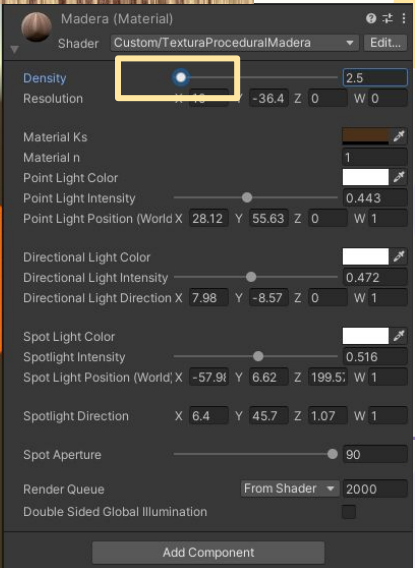 Madera (Material)
Shader Custom/TexturaProceduralMadera Edit...
Density 2.5
Resolution Y -36.4 Z 0 W 0
Material Ks
Material n 1
Point Light Color
Point Light Intensity 0.443
Point Light Position (World X 28.12 Y 55.63 Z 0 W 1
Directional Light Color
Directional Light Intensity 0.472
Directional Light Direction X 7.98 Y -8.57 Z 0 W 1
Spot Light Color
Spotlight Intensity 0.516
Spot Light Position (World) X -57.98 Y 6.62 Z 199.57 W 1
Spotlight Direction X 6.4 Y 45.7 Z 1.07 W 1
Spot Aperture 90
Render Queue From Shader 2000
Double Sided Global Illumination
Add Component